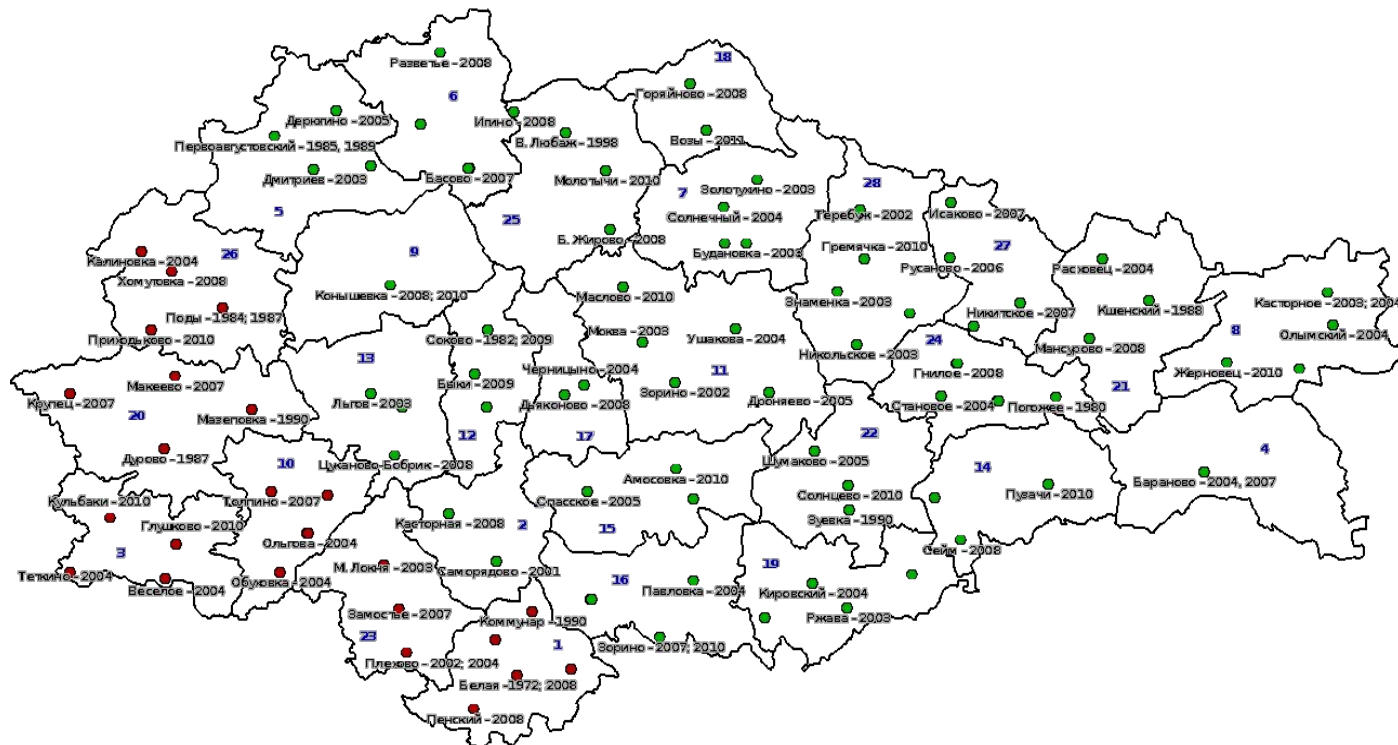 18
Разветье – 2008
6
Горяйново – 2008
Дерюгино – 2005
Ипино – 2008
Первоавгустовский – 1985, 1989
В. Любаж – 1998
Возы – 2011
Дмитриев – 2003
Басово – 2007
Молотычи – 2010
7
Золотухино – 2003
28
5
25
Солнечный – 2004
Теребуж – 2002
Исаково – 2007
Б. Жирово – 2008
Будановка – 2003
Гремячка – 2010
27
26
9
Калиновка – 2004
Хомутовка – 2008
Русаново – 2006
Расховец – 2004
Конышевка – 2008; 2010
Маслово – 2010
Знаменка – 2003
Касторное – 2003; 2004
Поды – 1984; 1987
Никитское – 2007
Кшенский – 1988
Приходьково – 2010
Моква – 2003
Ушакова – 2004
8
Олымский – 2004
Соково – 1982; 2009
24
Мансурово – 2008
13
Никольское – 2003
Черницыно – 2004
11
Гнилое – 2008
Жерновец – 2010
Макеево – 2007
Быки – 2009
Зорино – 2002
21
Крупец – 2007
Льгов – 2003
Дьяконово – 2008
Дроняево – 2005
Становое – 2004
Погожее – 1980
20
Мазеповка – 1990
12
17
22
4
Дурово – 1987
10
Цуканово-Бобрик – 2008
Шумаково – 2005
14
Амосовка – 2010
Бараново – 2004, 2007
Кульбаки – 2010
Толпино – 2007
Спасское – 2005
Солнцево – 2010
Пузачи – 2010
Глушково – 2010
Касторная – 2008
2
15
Зуевка – 1990
3
Ольгова – 2004
Сейм – 2008
Теткино – 2004
Обуховка – 2004
М. Локня – 2003
Саморядово – 2001
16
19
Веселое – 2004
Павловка – 2004
Кировский – 2004
Замостье – 2007
Коммунар – 1990
Ржава – 2003
23
1
Зорино – 2007; 2010
Плехово – 2002; 2004
Белая – 1972; 2008
Пенский – 2008